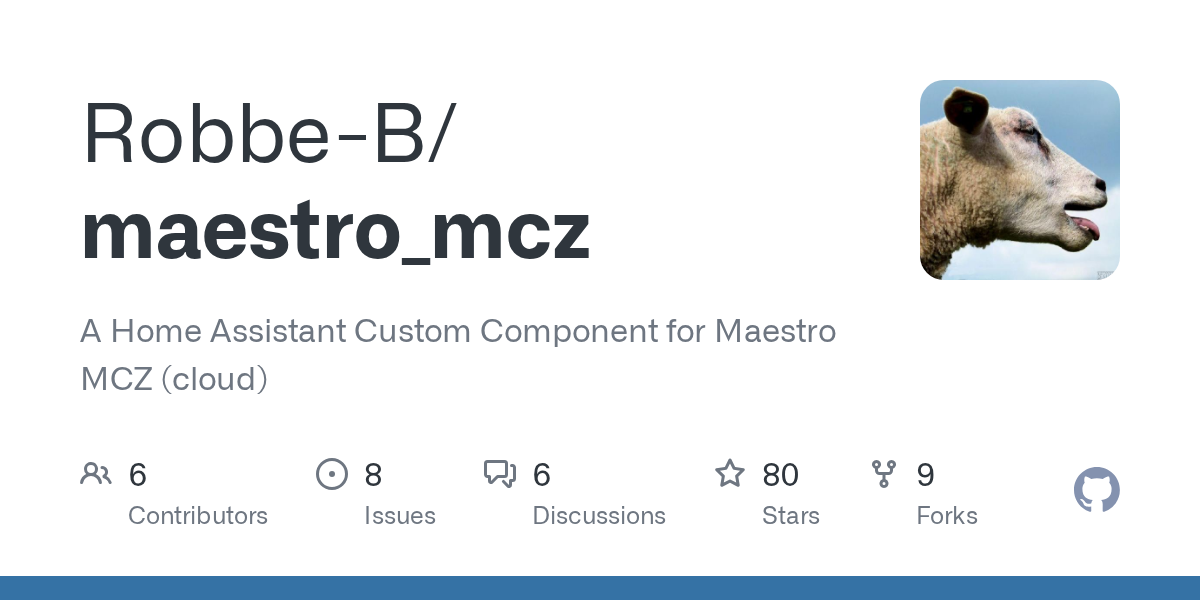 Robbe-B/
maestro_mcz
A Home Assistant Custom Component for Maestro
MCZ (cloud)
6
Contributors
8
Issues
6
Discussions
80
Stars
9
Forks